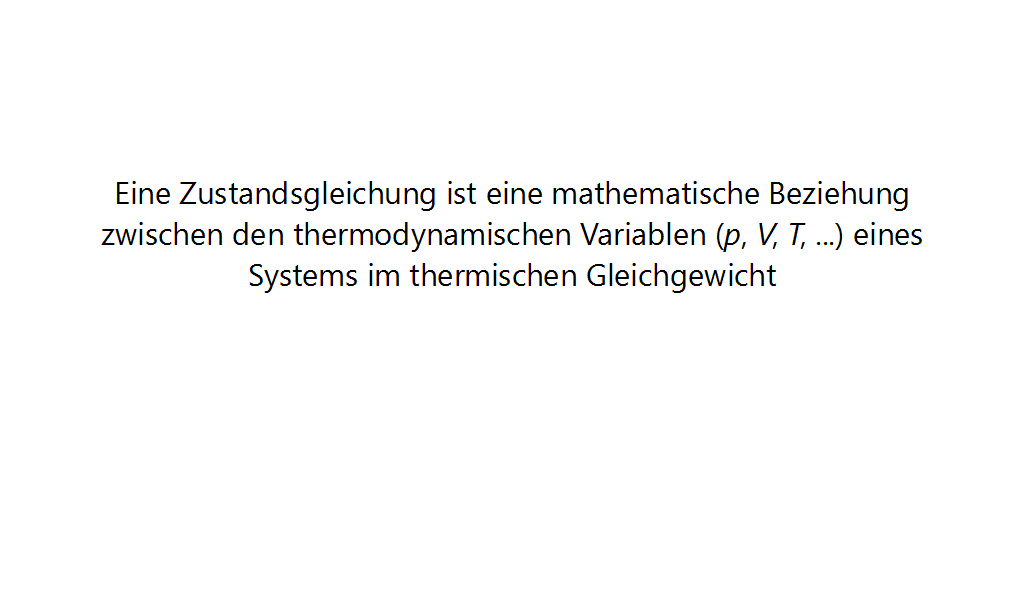 Eine Zustandsgleichung ist eine mathematische Beziehung
zwischen den thermodynamischen Variablen (p, V, T, ...) eines
Systems im thermischen Gleichgewicht